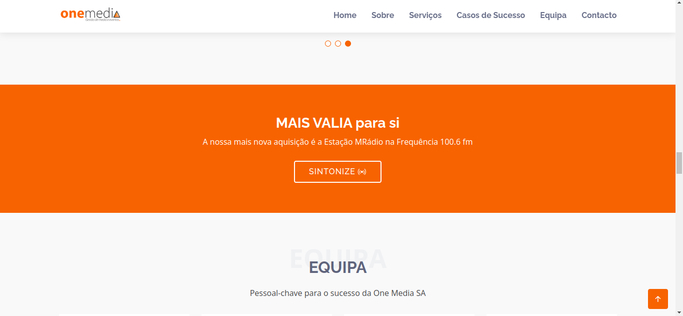 onemedia
Home Sobre Serviços Casos de Sucesso Equipa Contacto
MAIS VALIA para si
A nossa mais nova aquisição é a Estação MRádio na Frequência 100.6 fm
SINTONIZE
EQUIPA
EQUIPA
Pessoal-chave para o sucesso da One Media SA